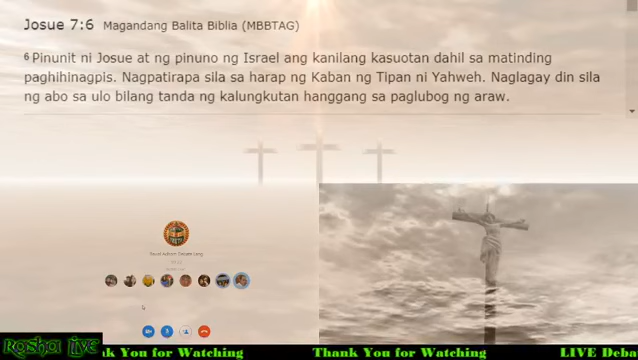 Josue 7:6 Magandang Balita Biblia (MBBTAG)
6 Pinunit ni Josue at ng pinuno ng Israel ang kanilang kasuotan dahil sa matinding
paghihinagpis. Nagpatirapa sila sa harap ng Kaban ng Tipan ni Yahweh. Naglagay din sila
ng abo sa ulo bilang tanda ng kalungkutan hanggang sa paglubog ng araw.
Rosha Live
nk You for Watching Thank You for Watching LIVE Deba